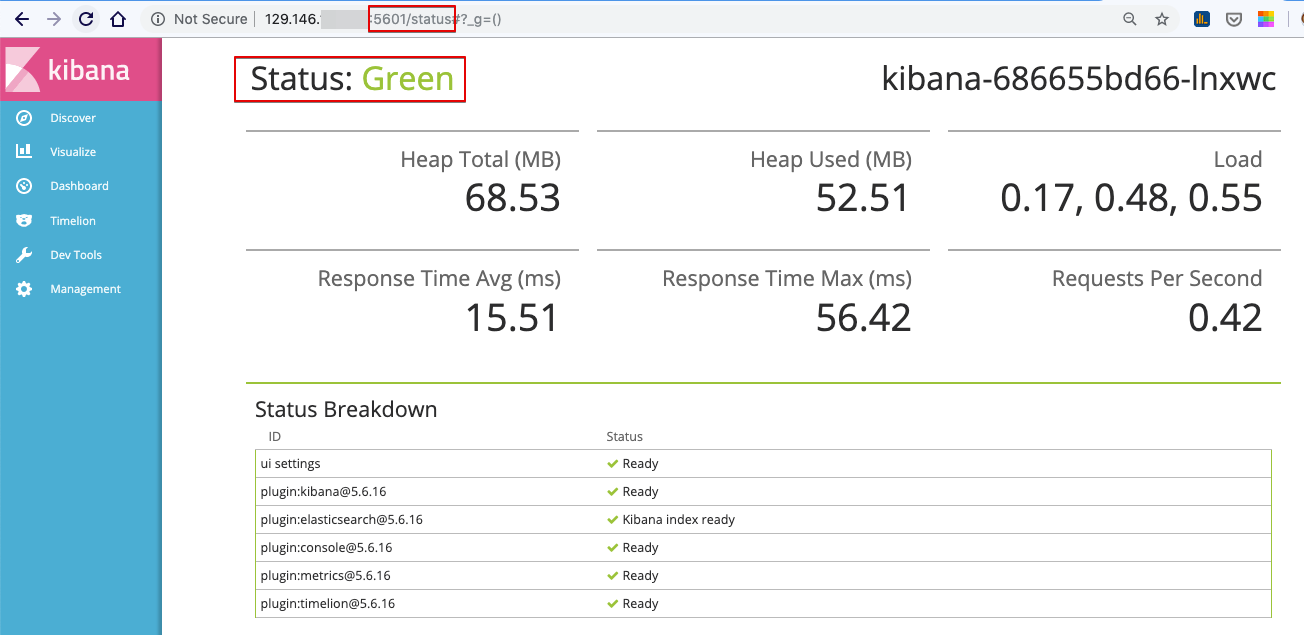 Not Secure 129.146. :5601/status#?_g=()
kibana
Discover
Visualize
Dashboard
Timelion
Dev Tools
Management
Status: Green
kibana-686655bd66-lnxwc
Heap Total (MB)
68.53
Heap Used (MB)
52.51
Load
0.17, 0.48, 0.55
Response Time Avg (ms)
15.51
Response Time Max (ms)
56.42
Requests Per Second
0.42
Status Breakdown
ID Status
ui settings Ready
plugin:kibana@5.6.16 Ready
plugin:elasticsearch@5.6.16 Kibana index ready
plugin:console@5.6.16 Ready
plugin:metrics@5.6.16 Ready
plugin:timelion@5.6.16 Ready